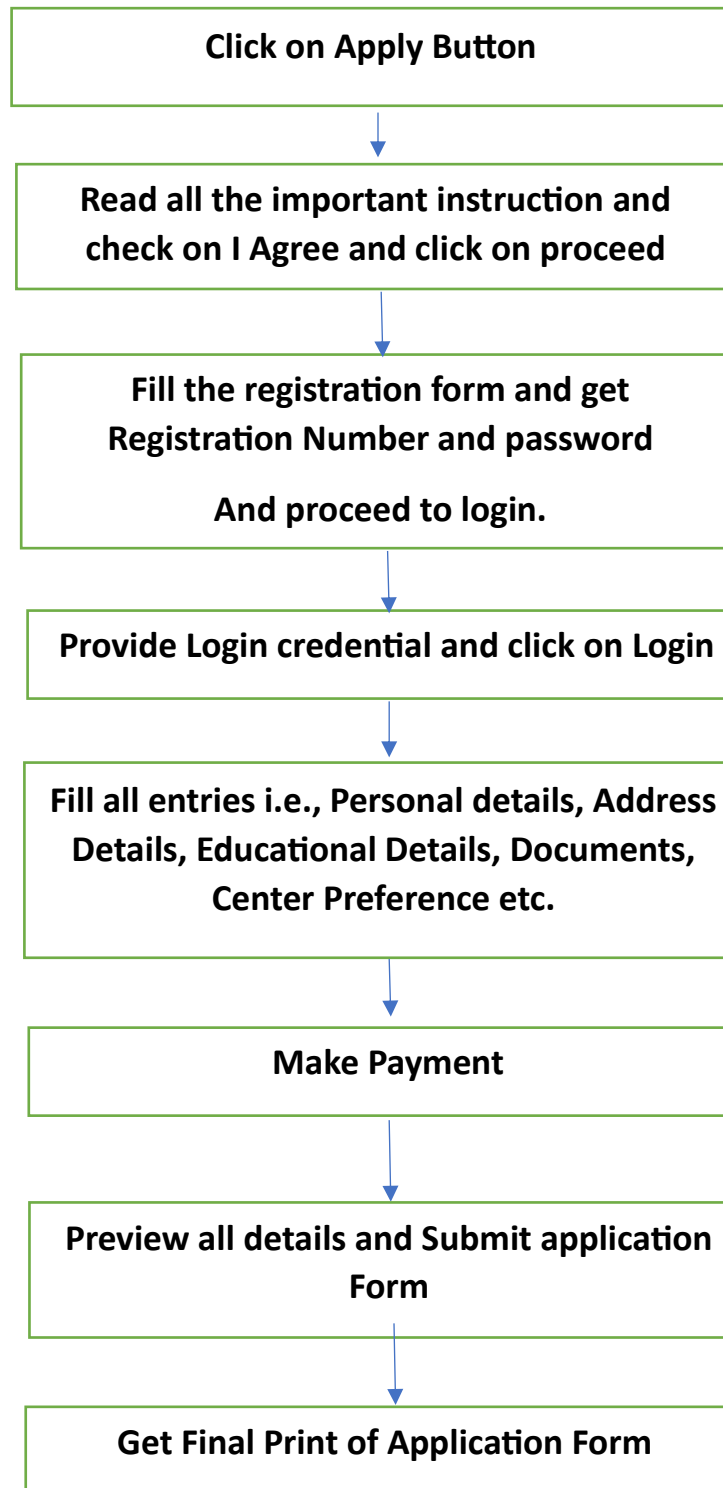 Click on Apply Button
Read all the important instruction and
check on I Agree and click on proceed
Fill the registration form and get
Registration Number and password
And proceed to login.
Provide Login credential and click on Login
Fill all entries i.e., Personal details, Address
Details, Educational Details, Documents,
Center Preference etc.
Make Payment
Preview all details and Submit application
Form
Get Final Print of Application Form